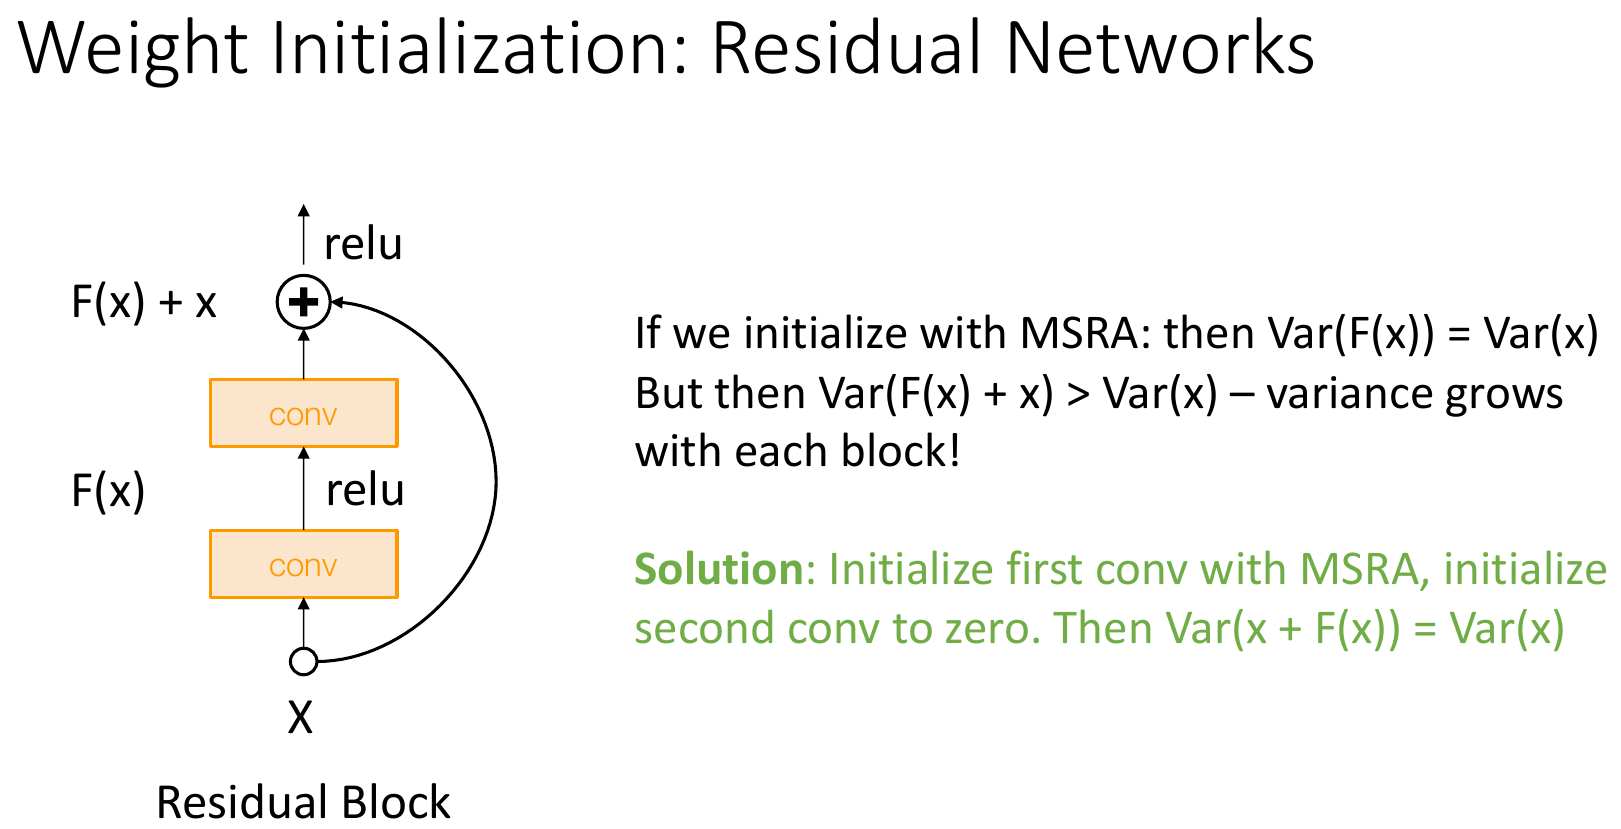 Weight Initialization: Residual Networks
relu
F(x) + x
conv
F(x)
relu
conv
X
Residual Block
If we initialize with MSRA: then Var(F(x)) = Var(x)
But then Var(F(x) + x) > Var(x) – variance grows
with each block!
Solution: Initialize first conv with MSRA, initialize
second conv to zero. Then Var(x + F(x)) = Var(x)